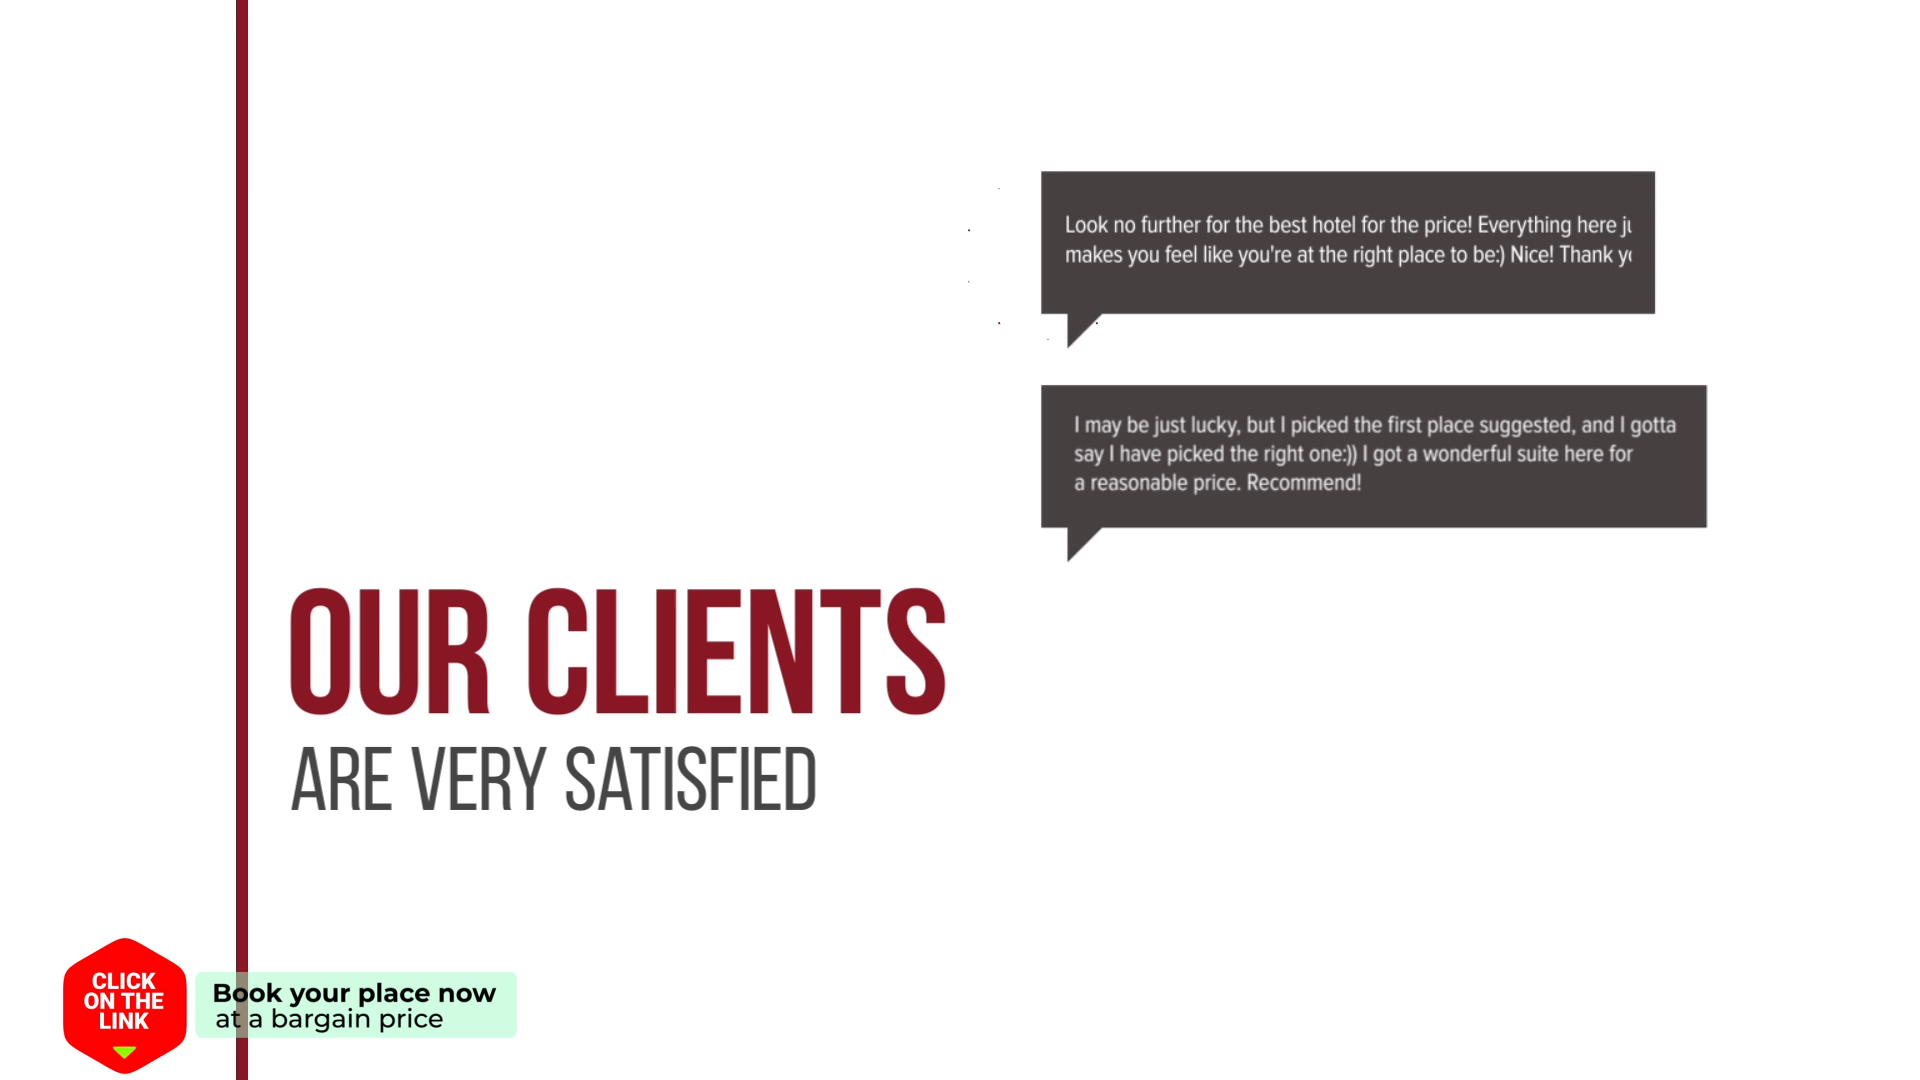 Look no further for the best hotel for the price! Everything here
makes you feel like you're at the right place to be:) Nice! Thank
I may be just lucky, but I picked the first place suggested, and I gotta
say I have picked the right one:)) I got a wonderful suite here for
a reasonable price. Recommend!
OUR CLIENTS
ARE VERY SATISFIED
CLICK
ON THE
LINK
Book your place now
at a bargain price